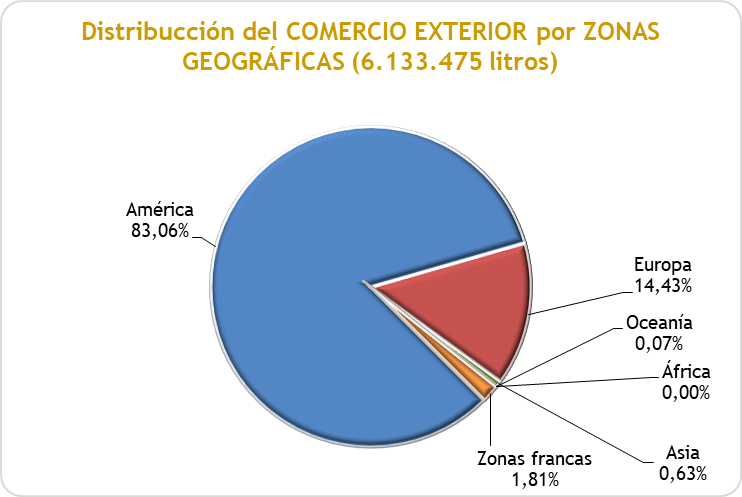 Distribucción del COMERCIO EXTERIOR por ZONAS
GEOGRÁFICAS (6.133.475 litros)
América
83,06%
Europa
14,43%
Oceanía
0,07%
África
0,00%
Asia
0,63%
Zonas francas
1,81%